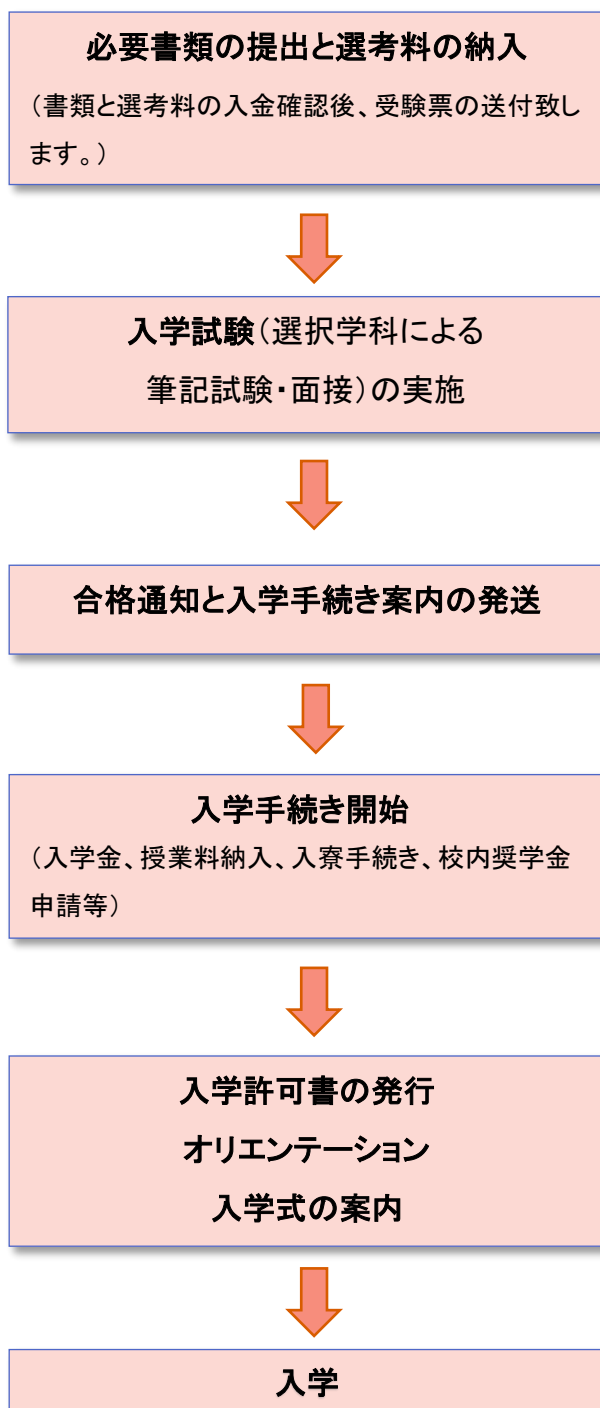 必要書類の提出と選考料の納入
（書類と選考料の入金確認後、受験票の送付致し
ます。）
入学試験（選択学科による
筆記試験・面接）の実施
合格通知と入学手続き案内の発送
入学手続き開始
（入学金、授業料納入、入寮手続き、校内奨学金
申請等）
入学許可書の発行
オリエンテーション
入学式の案内
入学